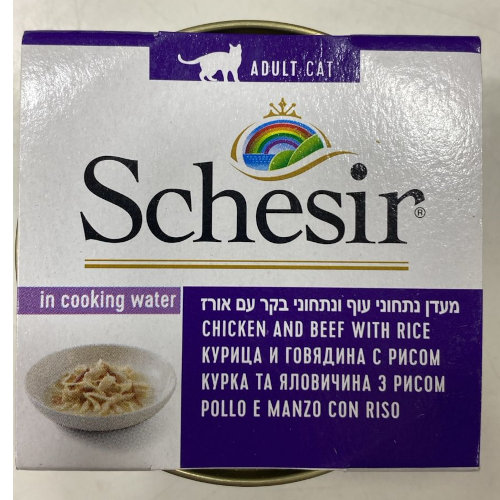 ADULT CAT
Schesir®
in cooking water
מעדן נתחוני עוף ונתחוני בקר עם אורז
CHICKEN AND BEEF WITH RICE
КУРИЦА И ГОВЯДИНА С РИСОМ
КУРКА ТА ЯЛОВИЧИНА З РИСОМ
POLLO E MANZO CON RISO